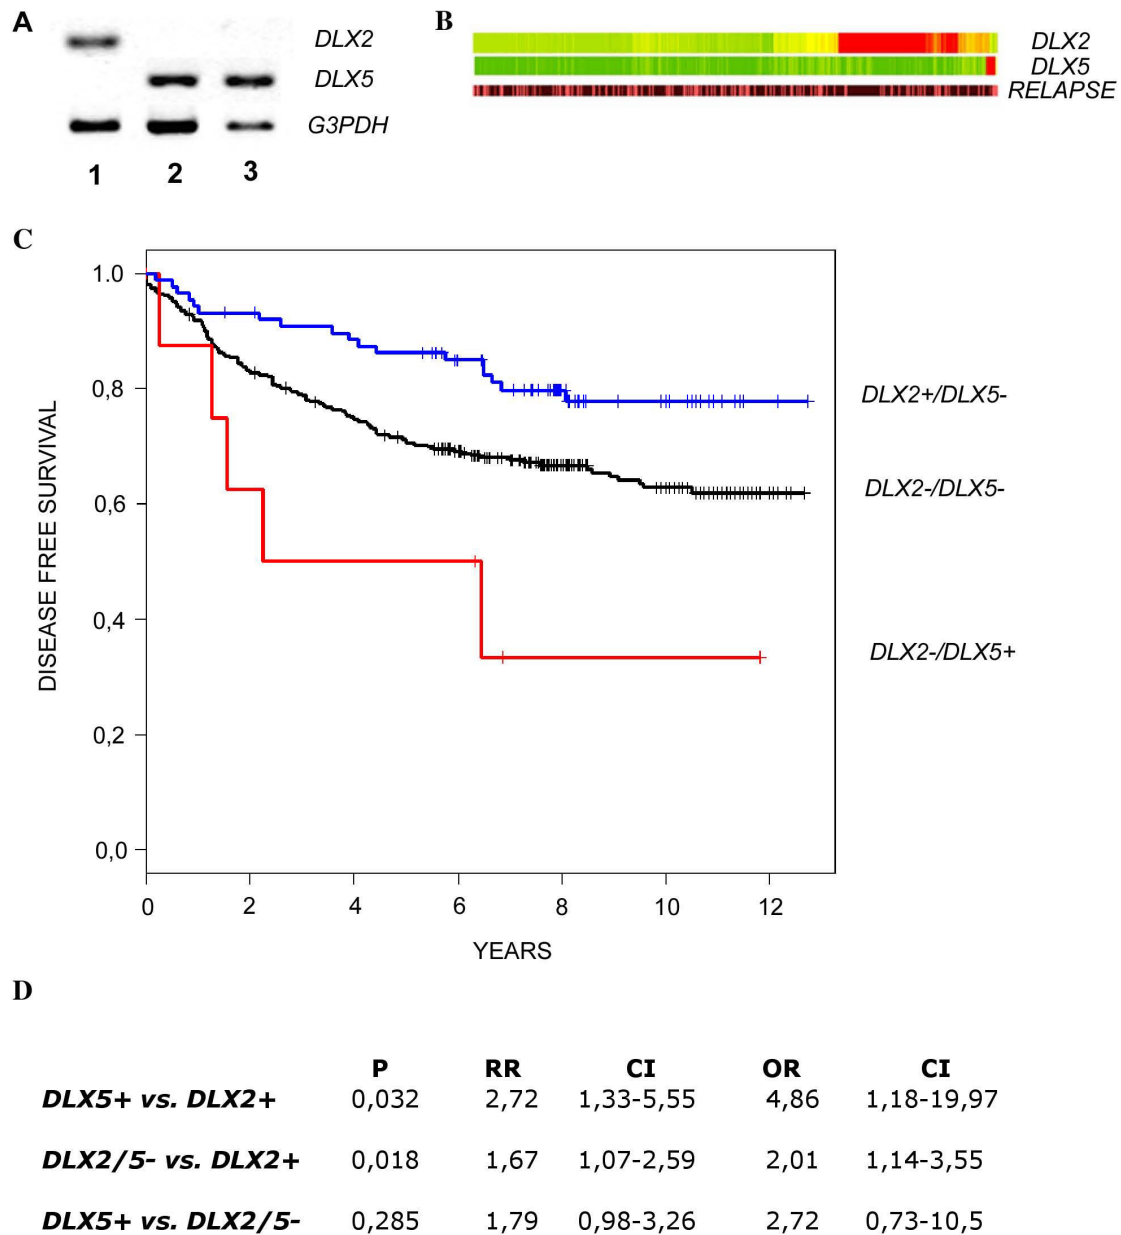 A
DLX2
DLX5
G3PDH
1 2 3
B
DLX2
DLX5
RELAPSE
C
DISEASE FREE SURVIVAL
1.0
0,8
0,6
0,4
0,2
0,0
0 2 4 6 8 10 12
YEARS
DLX2+/DLX5-
DLX2-/DLX5-
DLX2-/DLX5+
D
P RR CI OR CI
DLX5+ vs. DLX2+ 0,032 2,72 1,33-5,55 4,86 1,18-19,97
DLX2/5- vs. DLX2+ 0,018 1,67 1,07-2,59 2,01 1,14-3,55
DLX5+ vs. DLX2/5- 0,285 1,79 0,98-3,26 2,72 0,73-10,5